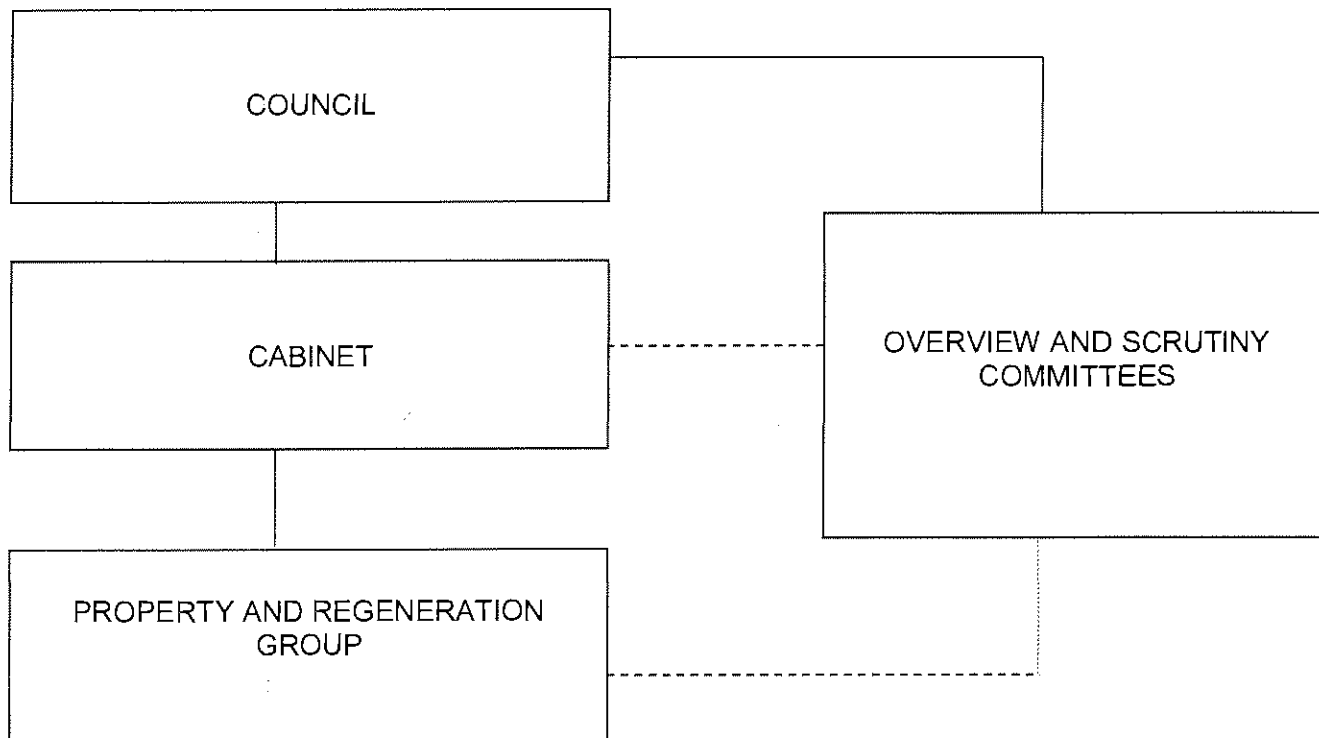 COUNCIL
CABINET
OVERVIEW AND SCRUTINY
COMMITTEES
PROPERTY AND REGENERATION
GROUP